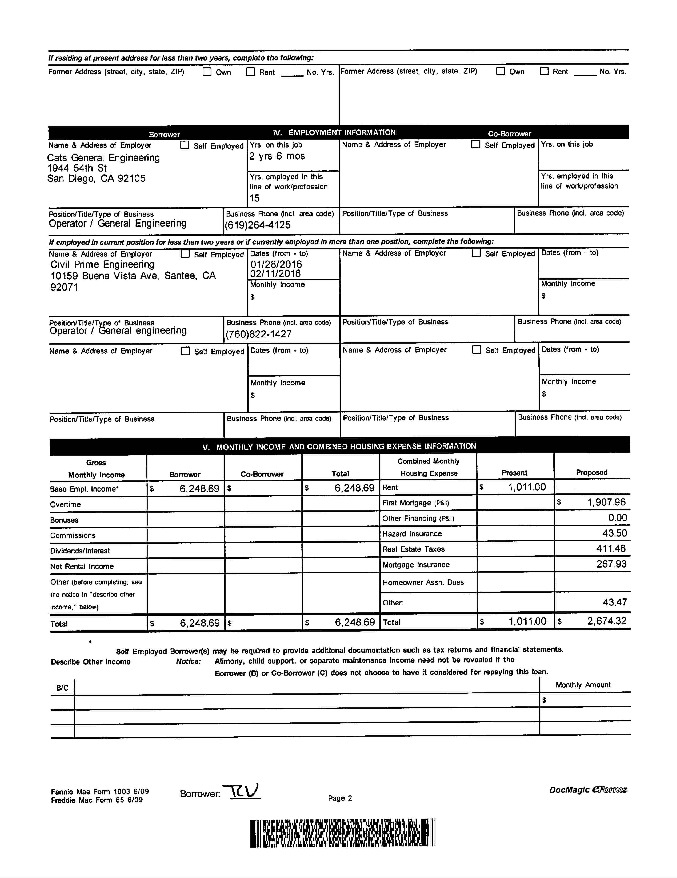 If residing at present address for less than two years, complete the following:
Former Address (street, city, state, ZIP) Own Rent No. Yrs. Former Address (street, city, state, ZIP) Own Rent No. Yrs.
Borrower IV. EMPLOYMENT INFORMATION Co-Borrower
Name & Address of Employer Self Employed Yrs. on this job Name & Address of Employer Self Employed Yrs. on this job
Cats General Engineering 2 yrs 6 mos
1944 54th St
San Diego, CA 92105 Yrs. employed in this line of work/profession Yrs. employed in this line of work/profession
15
Position/Title/Type of Business Business Phone (incl. area code) Position/Title/Type of Business Business Phone (incl. area code)
Operator / General Engineering (619)264-4125
If employed in current position for less than two years or if currently employed in more than one position, complete the following:
Name & Address of Employer Self Employed Dates (from - to) Name & Address of Employer Self Employed Dates (from - to)
Civil Prime Engineering 01/28/2016
10159 Buena Vista Ave, Santee, CA 02/11/2016
92071 Monthly Income Monthly Income
$ $
Position/Title/Type of Business Business Phone (incl. area code) Position/Title/Type of Business Business Phone (incl. area code)
Operator / General engineering (760)822-1427
Name & Address of Employer Self Employed Dates (from - to) Name & Address of Employer Self Employed Dates (from - to)
Monthly Income Monthly Income
$ $
Position/Title/Type of Business Business Phone (incl. area code) Position/Title/Type of Business Business Phone (incl. area code)
V. MONTHLY INCOME AND COMBINED HOUSING EXPENSE INFORMATION
Gross Monthly Income Borrower Co-Borrower Total Combined Monthly Housing Expense Present Proposed
Base Empl. Income* $ 6,248.69 $ $ 6,248.69 Rent $ 1,011.00
Overtime First Mortgage (P&I) $ 1,907.96
Bonuses Other Financing (P&I) 0.00
Commissions Hazard Insurance 43.50
Dividends/Interest Real Estate Taxes 411.46
Net Rental Income Mortgage Insurance 267.93
Other (before completing, see Homeowner Assn. Dues
the notice in "describe other
income," below) Other: 43.47
Total $ 6,248.69 $ $ 6,248.69 Total $ 1,011.00 $ 2,674.32
* Self Employed Borrower(s) may be required to provide additional documentation such as tax returns and financial statements.
Describe Other Income Notice: Alimony, child support, or separate maintenance income need not be revealed if the
Borrower (B) or Co-Borrower (C) does not choose to have it considered for repaying this loan.
B/C Monthly Amount
$
Fannie Mae Form 1003 6/09 Borrower: TCV DocMagic
Freddie Mac Form 65 6/09 Page 2